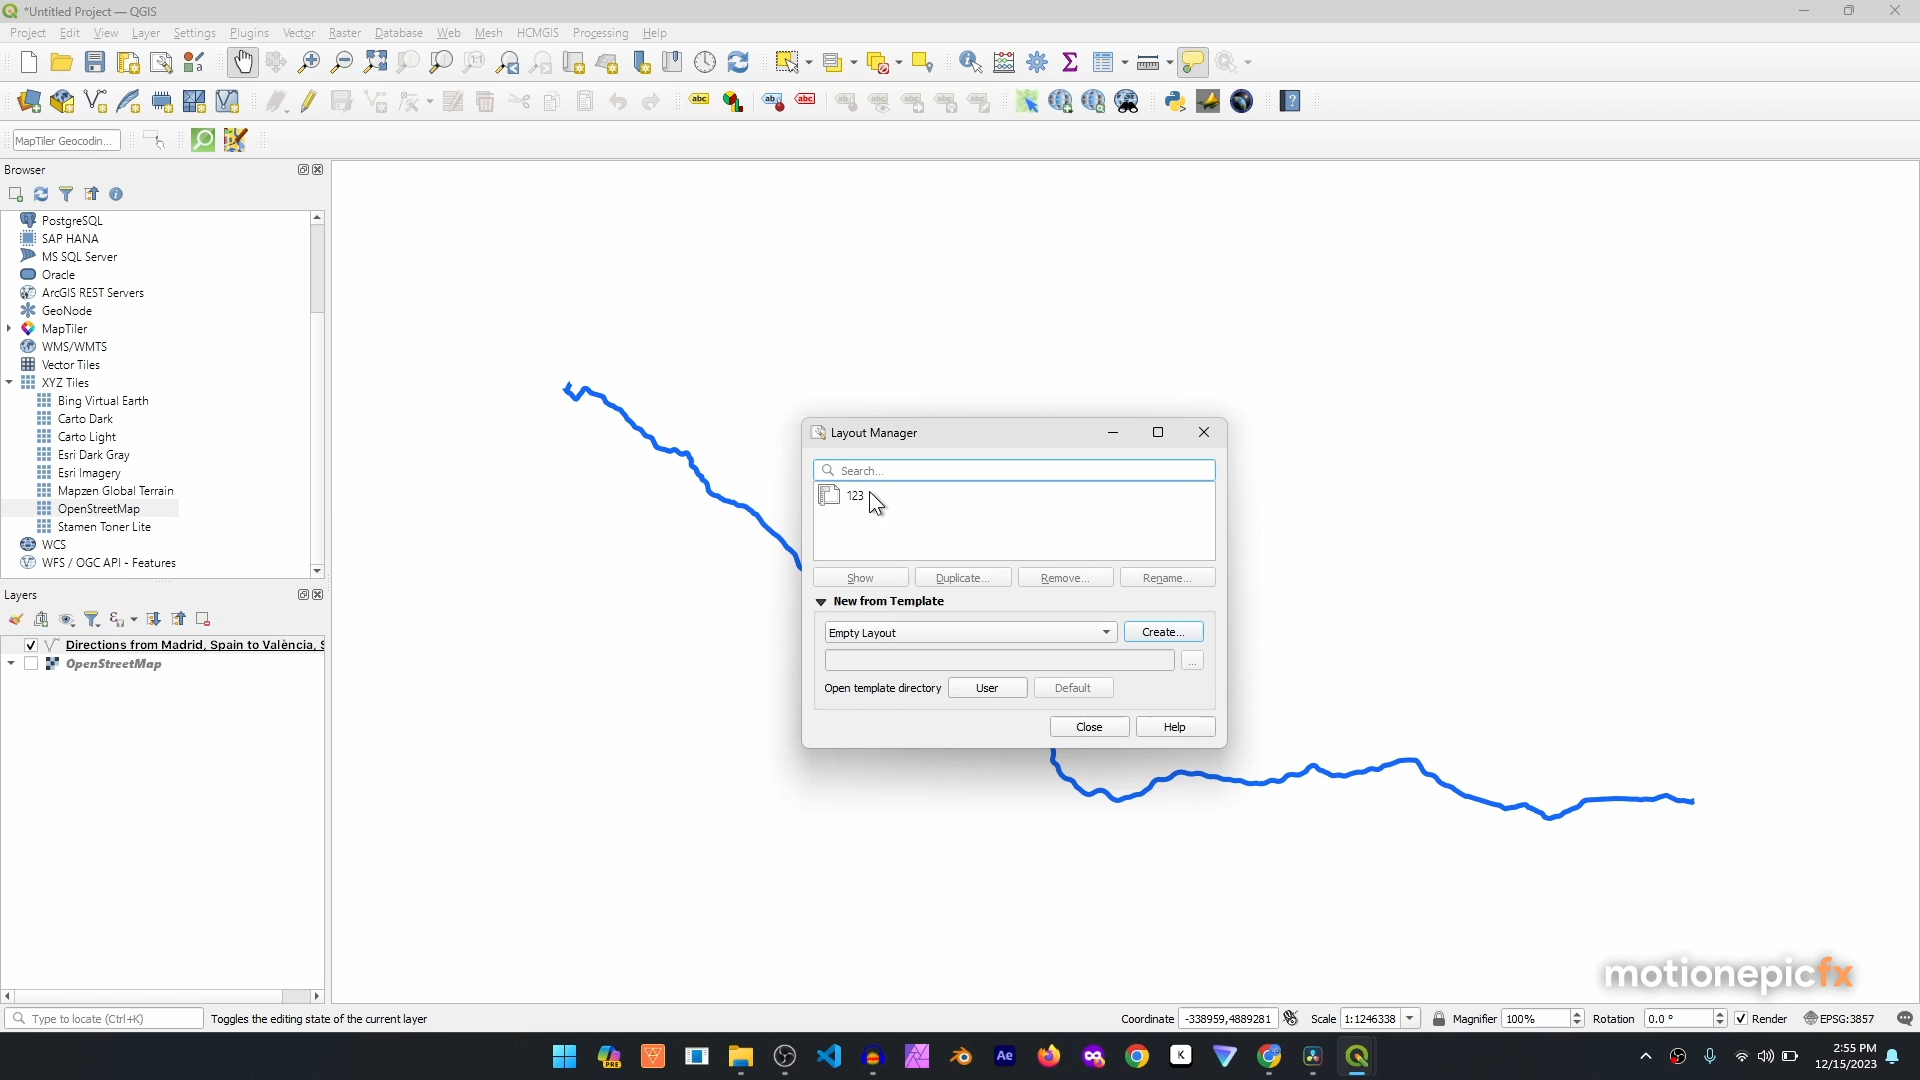 *Untitled Project — QGIS
Project Edit View Layer Settings Plugins Vector Raster Database Web Mesh HCMGIS Processing Help
MapTiler Geocodin...
Browser
PostgreSQL
SAP HANA
MS SQL Server
Oracle
ArcGIS REST Servers
GeoNode
MapTiler
WMS/WMTS
Vector Tiles
XYZ Tiles
Bing Virtual Earth
Carto Dark
Carto Light
Esri Dark Gray
Esri Imagery
Mapzen Global Terrain
OpenStreetMap
Stamen Toner Lite
WCS
WFS / OGC API - Features
Layers
Directions from Madrid, Spain to València, S
OpenStreetMap
Layout Manager
Search...
123
Show Duplicate... Remove... Rename...
New from Template
Empty Layout Create...
...
Open template directory User Default
Close Help
motionepicfx
Type to locate (Ctrl+K) Toggles the editing state of the current layer Coordinate -338959,4889281 Scale 1:1246338 Magnifier 100% Rotation 0.0 ° Render EPSG:3857
2:55 PM
12/15/2023